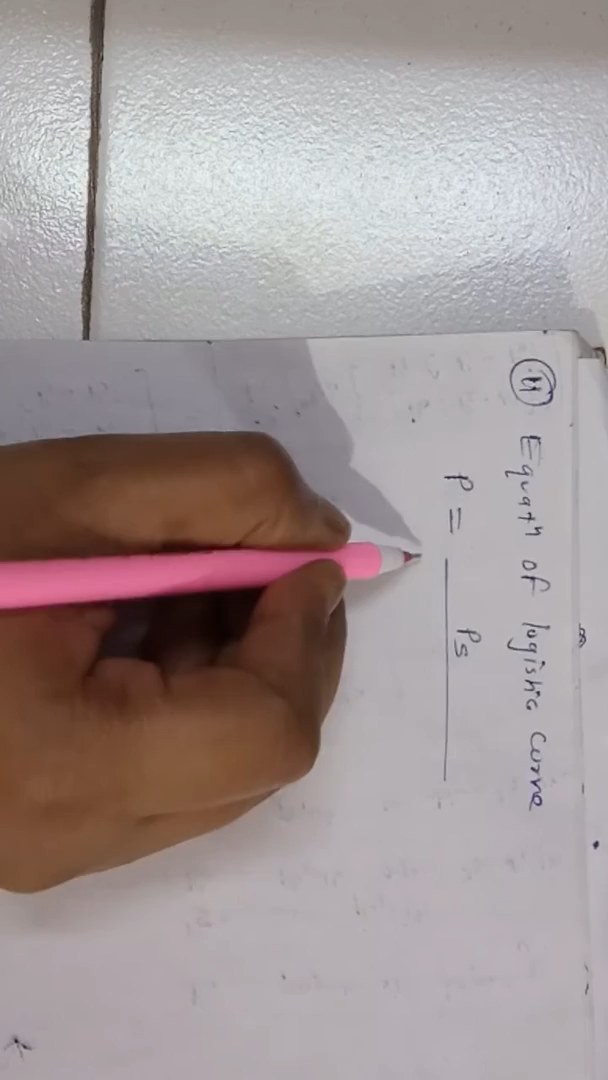 (ii) Equatn of logistic curve
P = Ps